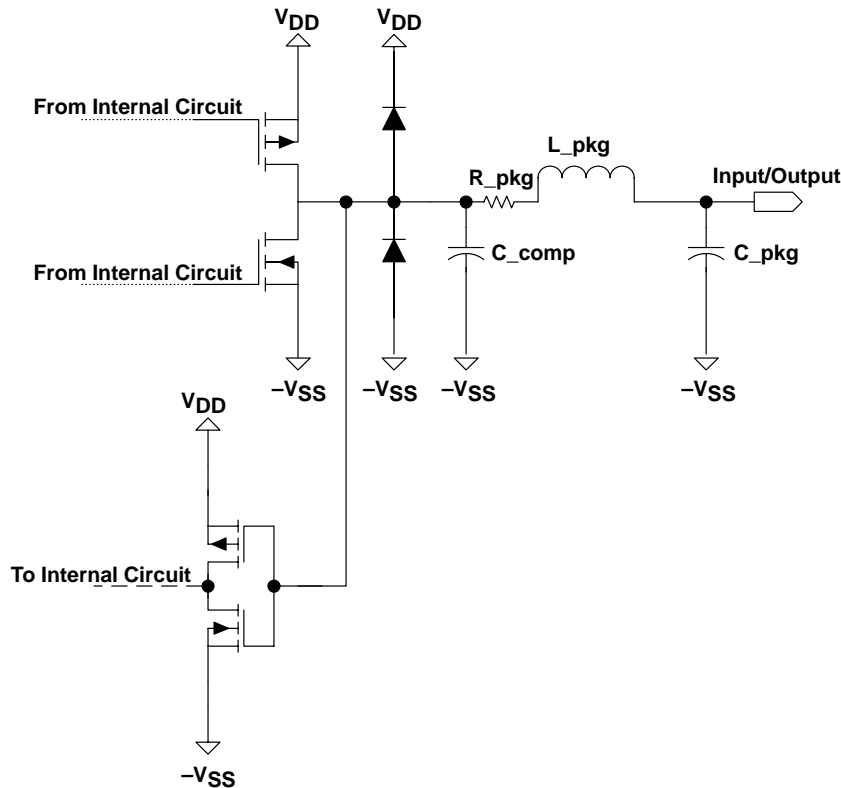 VDD
VDD
From Internal Circuit
L_pkg
R_pkg
Input/Output
C_comp
C_pkg
From Internal Circuit
–VSS
–VSS
–VSS
–VSS
VDD
To Internal Circuit
–VSS